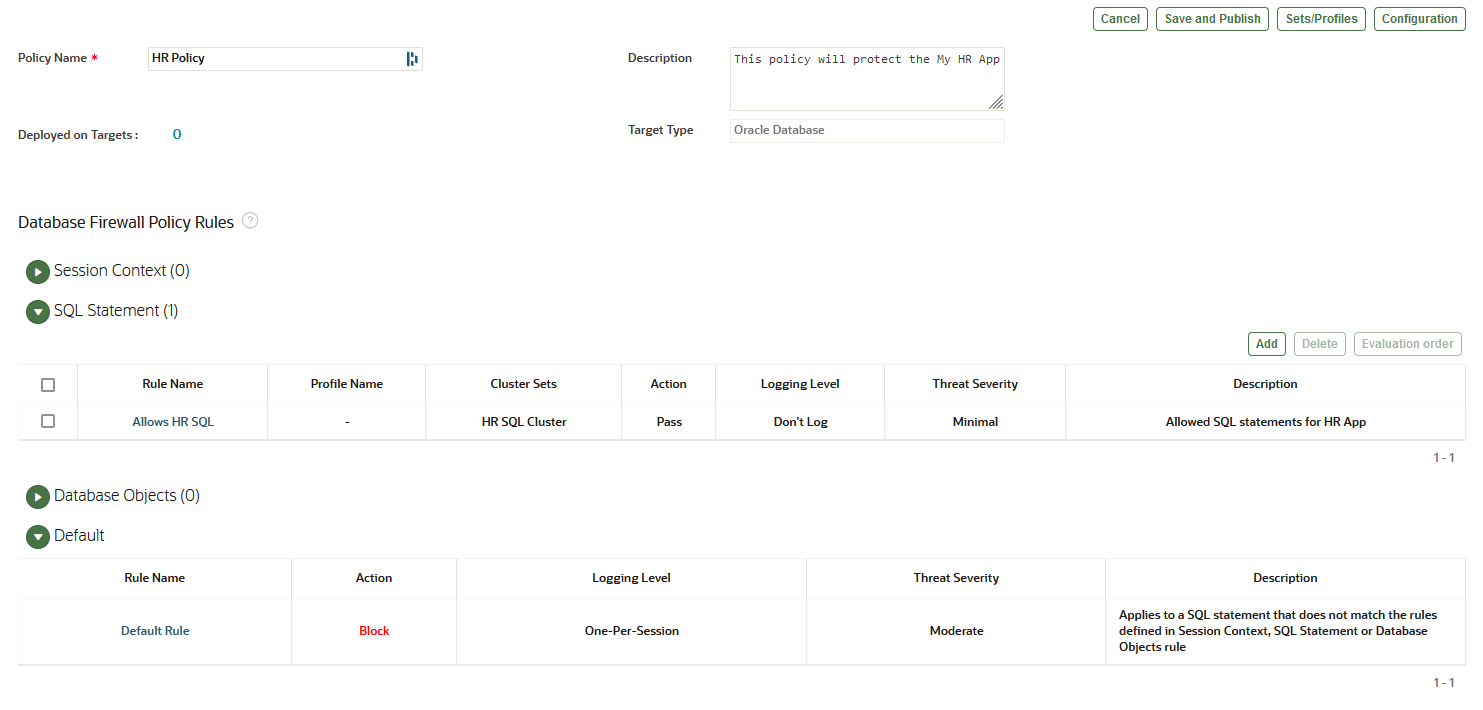 Cancel Save and Publish Sets/Profiles Configuration
Policy Name * HR Policy Description This policy will protect the My HR App
Deployed on Targets : 0 Target Type Oracle Database
Database Firewall Policy Rules ?
Session Context (0)
SQL Statement (1)
Add Delete Evaluation order
Rule Name Profile Name Cluster Sets Action Logging Level Threat Severity Description
Allows HR SQL - HR SQL Cluster Pass Don't Log Minimal Allowed SQL statements for HR App
1 - 1
Database Objects (0)
Default
Rule Name Action Logging Level Threat Severity Description
Default Rule Block One-Per-Session Moderate Applies to a SQL statement that does not match the rules
defined in Session Context, SQL Statement or Database
Objects rule
1 - 1